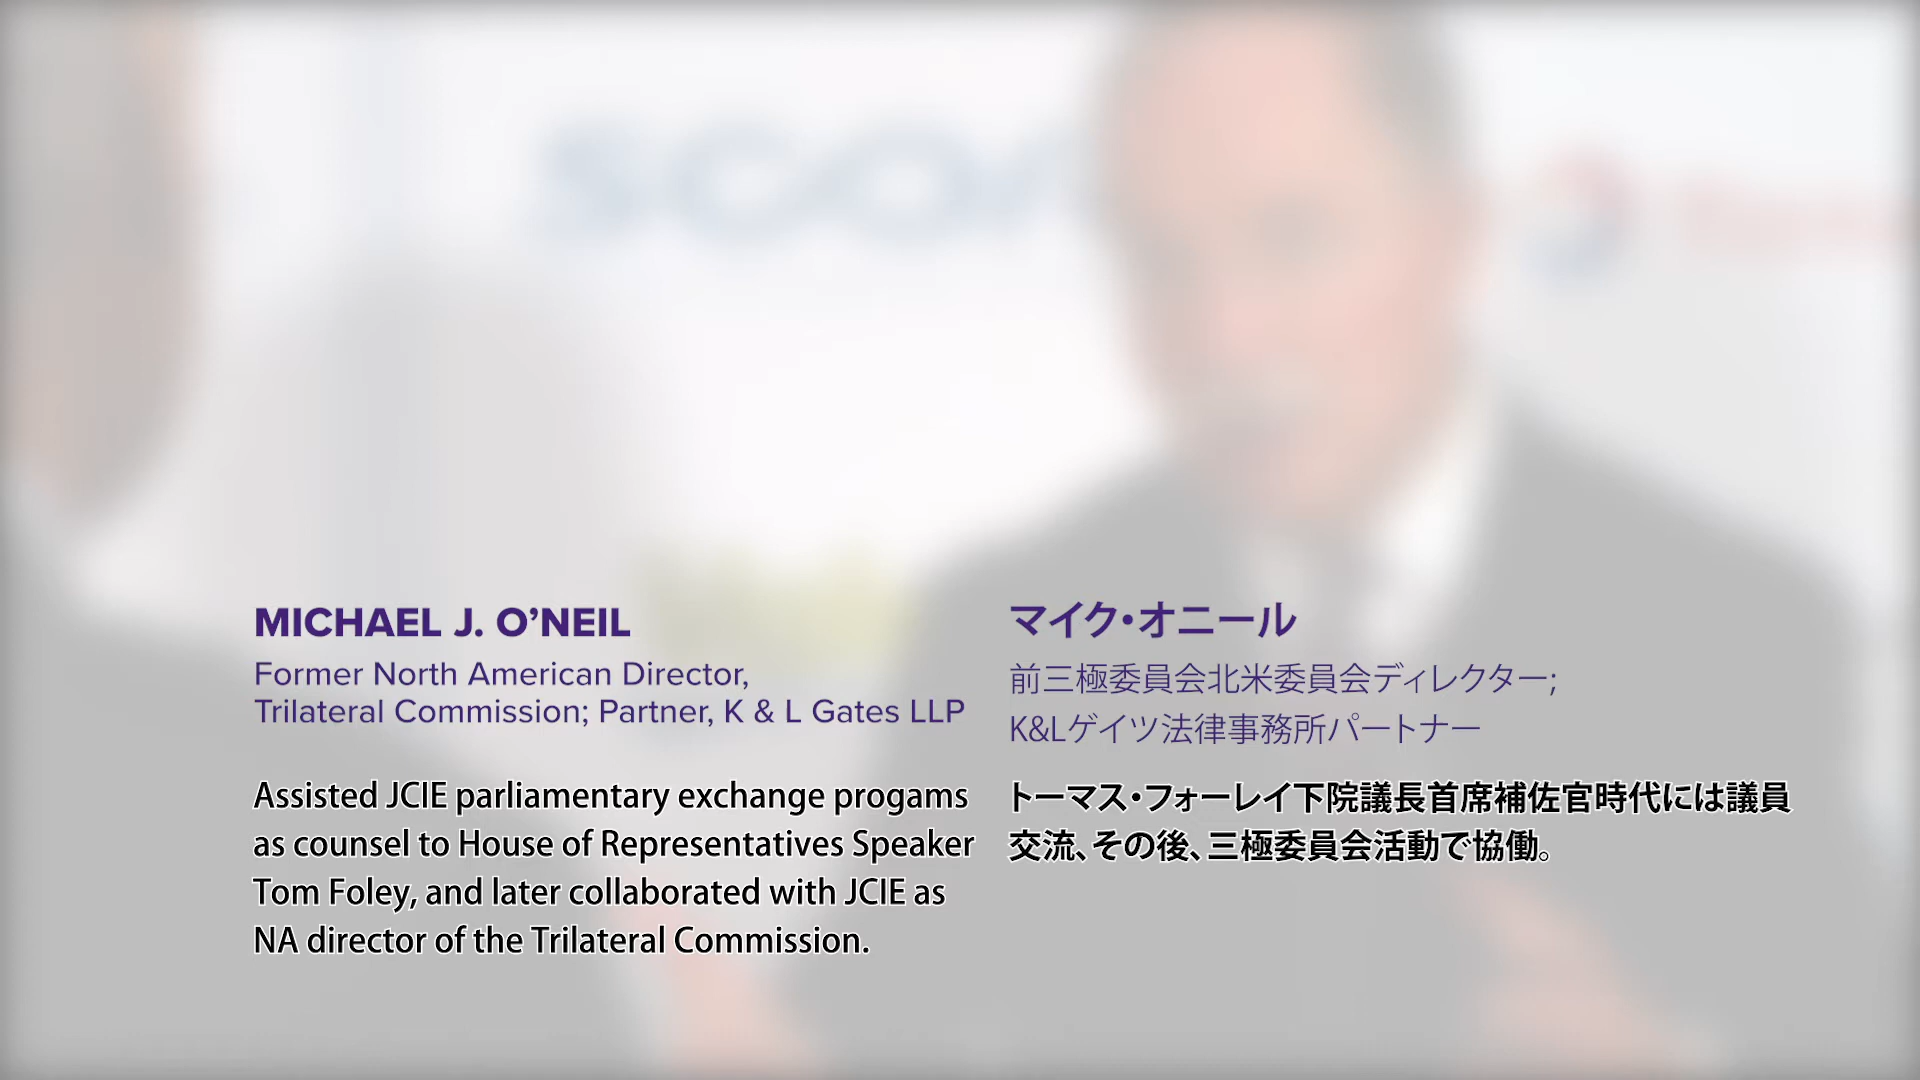 MICHAEL J. O’NEIL
Former North American Director,
Trilateral Commission; Partner, K & L Gates LLP
Assisted JCIE parliamentary exchange progams
as counsel to House of Representatives Speaker
Tom Foley, and later collaborated with JCIE as
NA director of the Trilateral Commission.
マイク・オニール
前三極委員会北米委員会ディレクター;
K&Lゲイツ法律事務所パートナー
トーマス・フォーレイ下院議長首席補佐官時代には議員
交流、その後、三極委員会活動で協働。